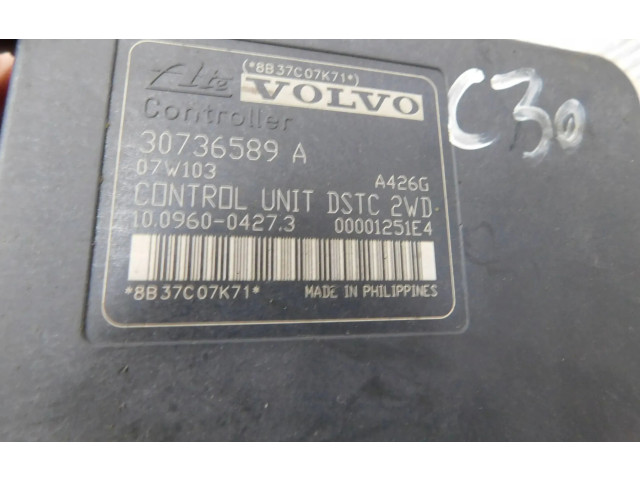 (*8B37C07K71*)
Ate VOLVO
Controller
30736589 A
07W103 A426G
CONTROL UNIT DSTC 2WD
10.0960-0427.3 00001251E4
*8B37C07K71* MADE IN PHILIPPINES
C30